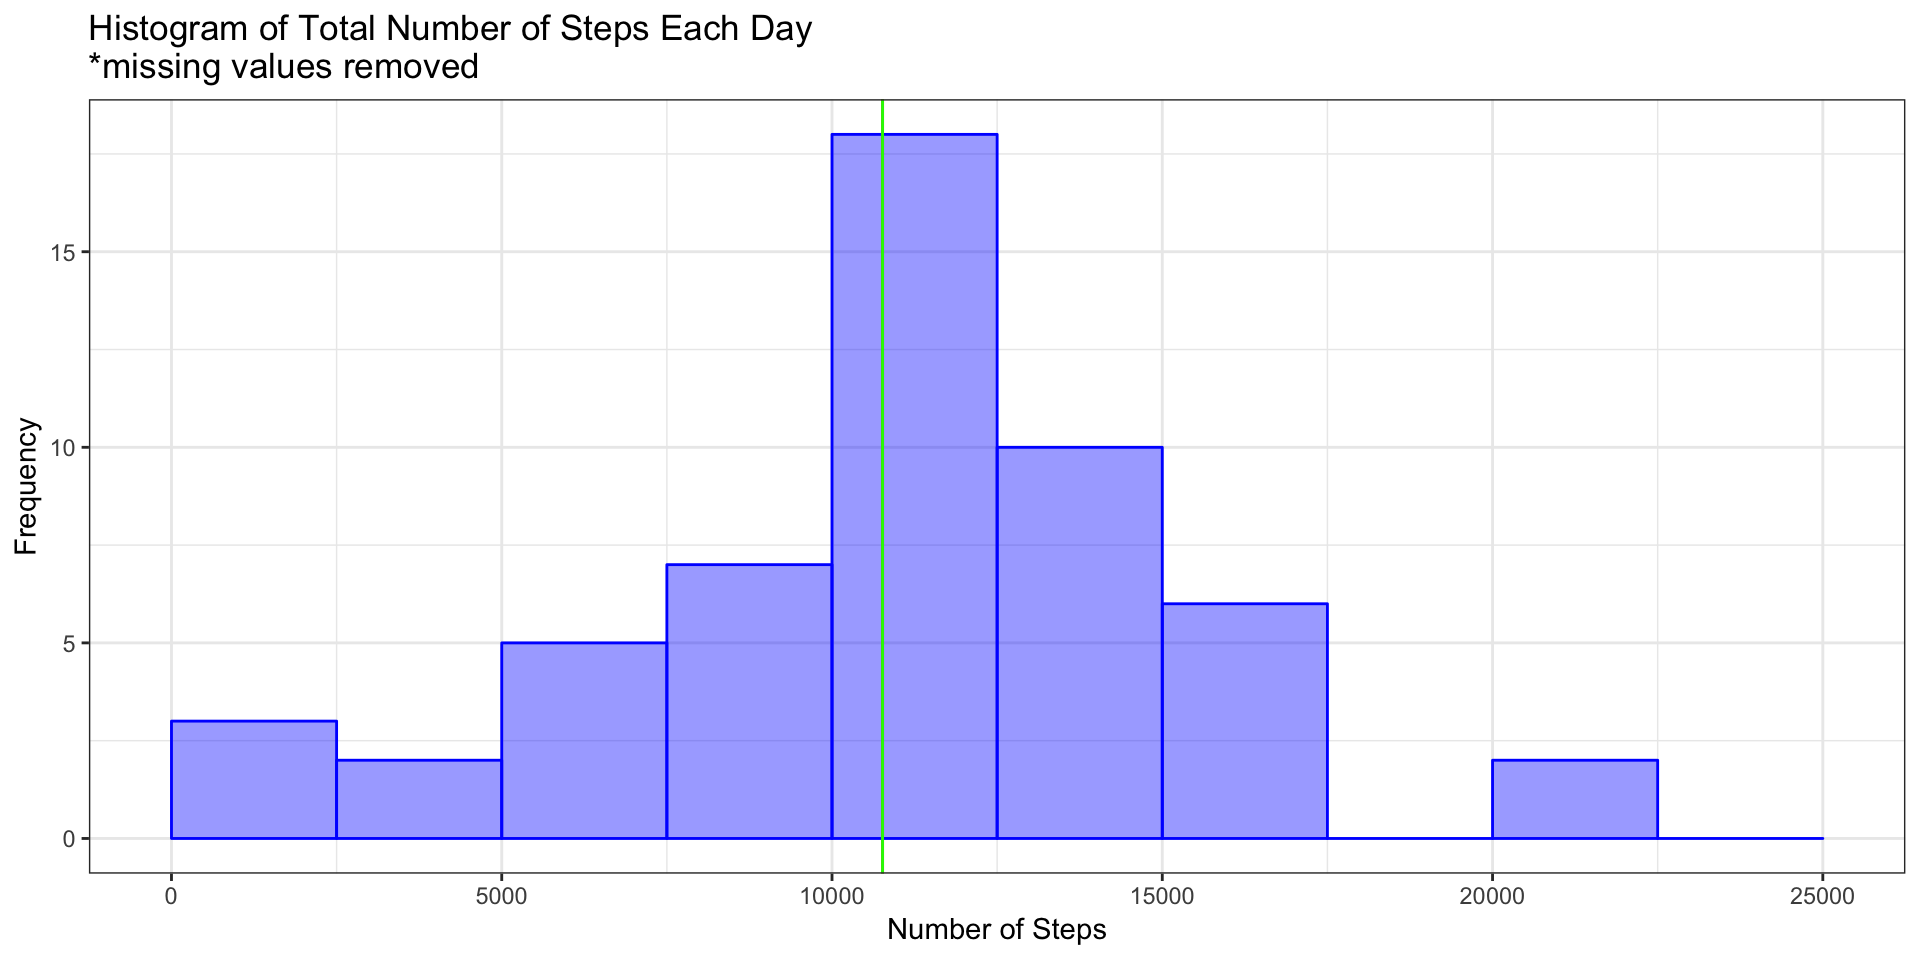 Histogram of Total Number of Steps Each Day
*missing values removed
15
10
5
0
Frequency
0 5000 10000 15000 20000 25000
Number of Steps